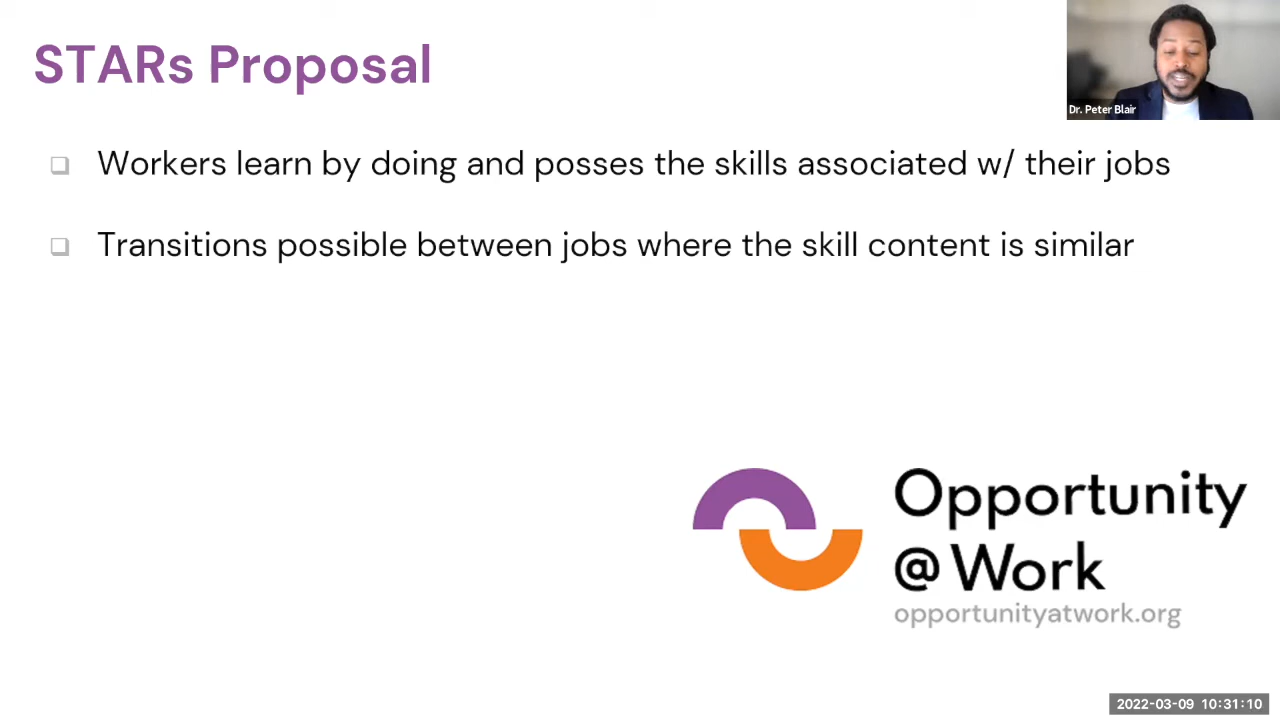 STARs Proposal
Dr. Peter Blair
Workers learn by doing and posses the skills associated w/ their jobs
Transitions possible between jobs where the skill content is similar
Opportunity
@Work
opportunityatwork.org
2022-03-09 10:31:10